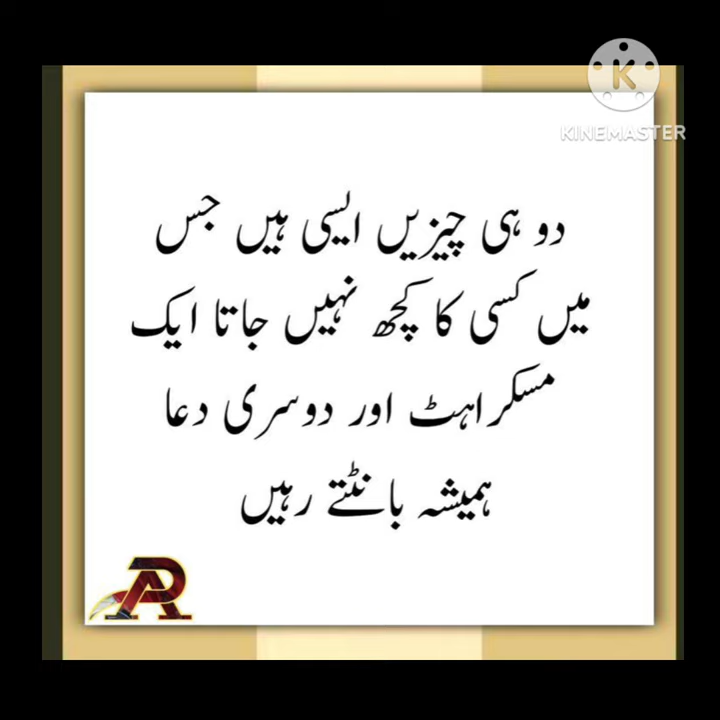 KINEMASTER
دو ہی چیزیں ایسی ہیں جس
میں کسی کا کچھ نہیں جاتا ایک
مسکراہٹ اور دوسری دعا
ہمیشہ بانٹتے رہیں